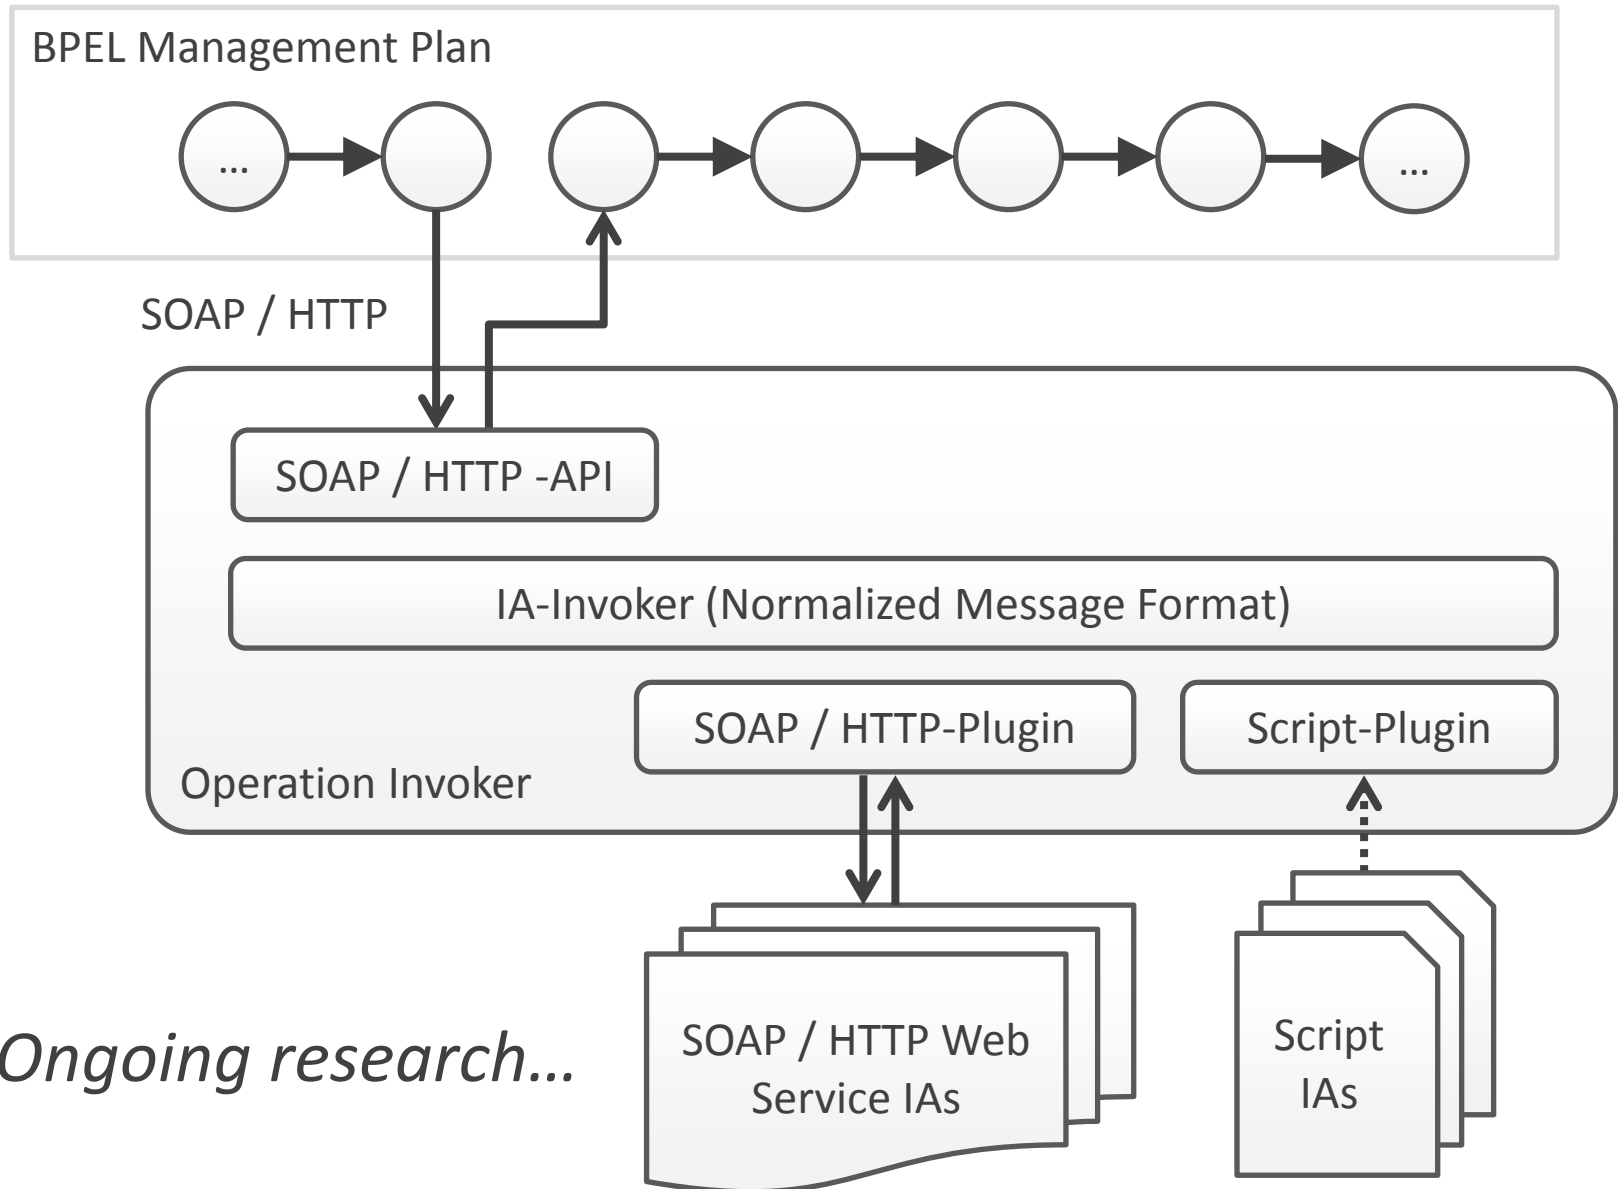 BPEL Management Plan
...
...
SOAP / HTTP
SOAP / HTTP -API
IA-Invoker (Normalized Message Format)
SOAP / HTTP-Plugin
Script-Plugin
Operation Invoker
SOAP / HTTP Web
Service IAs
Script
IAs
Ongoing research...